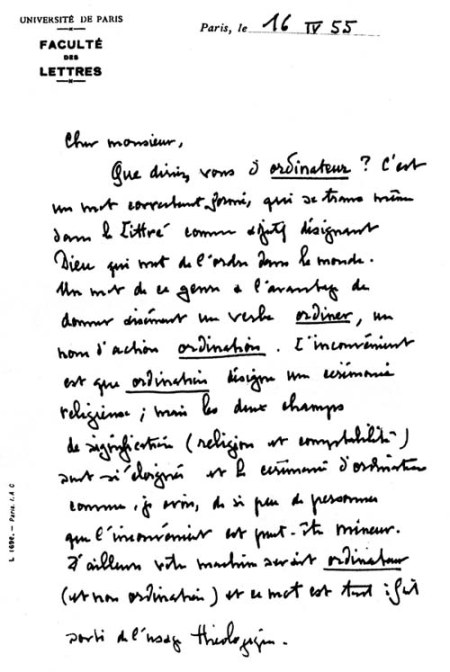 UNIVERSITÉ DE PARIS
FACULTÉ
DES
LETTRES
Paris, le 16 IV 55
Cher monsieur,
Que diriez vous d'ordinateur ? C'est
un mot correctement formé, qui se trouve même
dans le Littré comme adjectif désignant
Dieu qui met de l'ordre dans le monde.
Un mot de ce genre a l'avantage de
donner aisément un verbe ordiner, un
nom d'action ordination. L'inconvénient
est que ordination désigne une cérémonie
religieuse ; mais les deux champs
de signification (religion et comptabilité)
sont si éloignés et la cérémonie d'ordination
connue, je crois, de si peu de personnes
que l'inconvénient est peut-être mineur.
D'ailleurs votre machine serait ordinateur
(et non ordination) et ce mot est tout à fait
sorti de l'usage théologique.
L 1698. — Paris. I. A. C